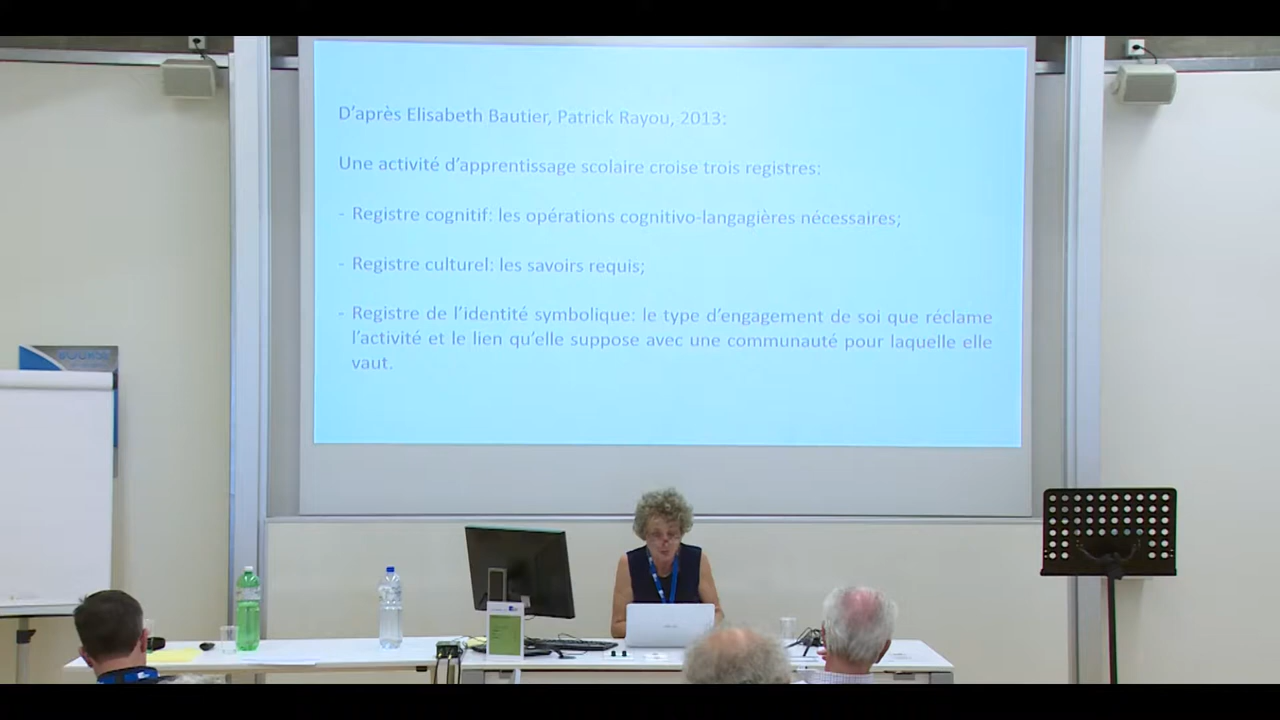 D'après Elisabeth Bautier, Patrick Rayou, 2013:
Une activité d'apprentissage scolaire croise trois registres:
- Registre cognitif: les opérations cognitivo-langagières nécessaires;
- Registre culturel: les savoirs requis;
- Registre de l'identité symbolique: le type d'engagement de soi que réclame
l'activité et le lien qu'elle suppose avec une communauté pour laquelle elle
vaut.